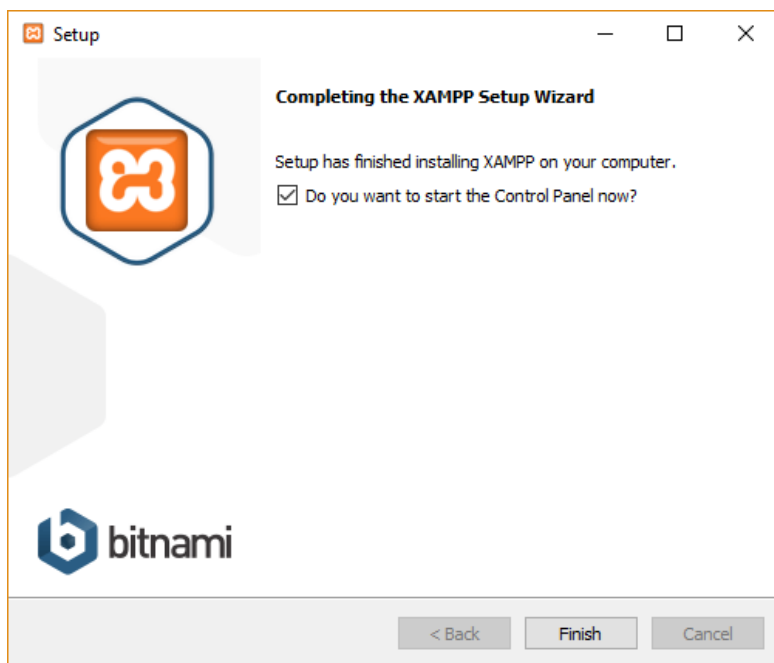 Setup
Completing the XAMPP Setup Wizard
Setup has finished installing XAMPP on your computer.
Do you want to start the Control Panel now?
bitnami
< Back
Finish
Cancel